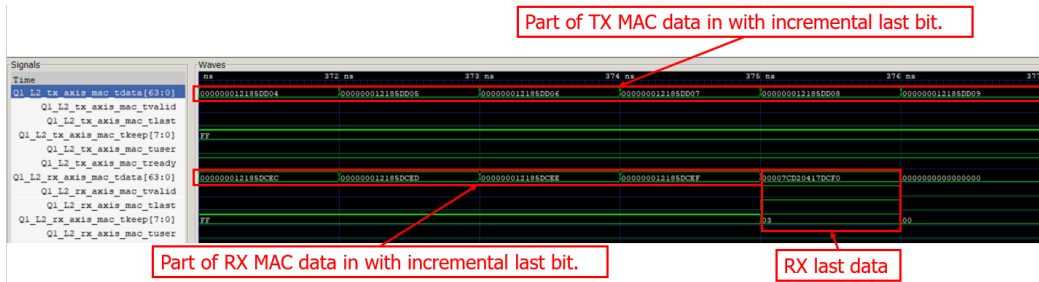 Part of TX MAC data in with incremental last bit.
Signals
Waves
Time
ns 372 ns 373 ns 374 ns 375 ns 376 ns 377
Q1_L2_tx_axis_mac_tdata[63:0] 000000012185DD04 000000012185DD05 000000012185DD06 000000012185DD07 000000012185DD08 000000012185DD09
Q1_L2_tx_axis_mac_tvalid
Q1_L2_tx_axis_mac_tlast
Q1_L2_tx_axis_mac_tkeep[7:0] FF
Q1_L2_tx_axis_mac_tuser
Q1_L2_tx_axis_mac_tready
Q1_L2_rx_axis_mac_tdata[63:0] 000000012185DCEC 000000012185DCED 000000012185DCEE 000000012185DCEF 00007CD20417DCF0 0000000000000000
Q1_L2_rx_axis_mac_tvalid
Q1_L2_rx_axis_mac_tlast
Q1_L2_rx_axis_mac_tkeep[7:0] FF 03 00
Q1_L2_rx_axis_mac_tuser
Part of RX MAC data in with incremental last bit.
RX last data